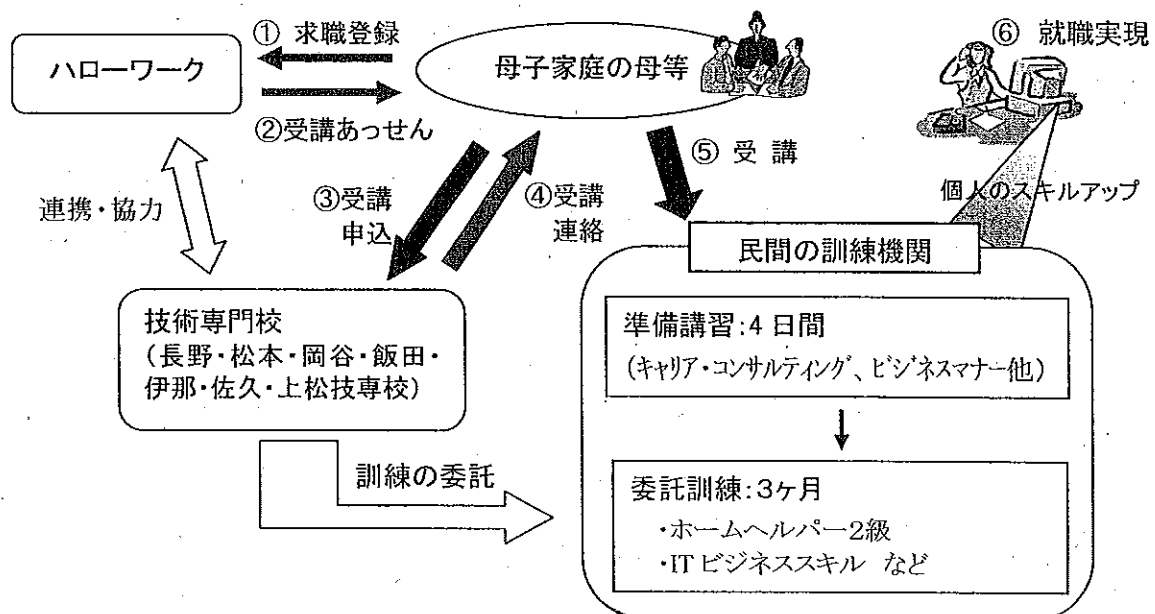 ① 求職登録
ハローワーク
母子家庭の母等
⑥ 就職実現
②受講あっせん
⑤ 受 講
③受講
申込
④受講
連絡
連携・協力
個人のスキルアップ
民間の訓練機関
技術専門校
（長野・松本・岡谷・飯田・
伊那・佐久・上松技専校）
準備講習：4 日間
（キャリア・コンサルティング、ビジネスマナー他）
訓練の委託
委託訓練：3ヶ月
・ホームヘルパー2級
・IT ビジネススキル など